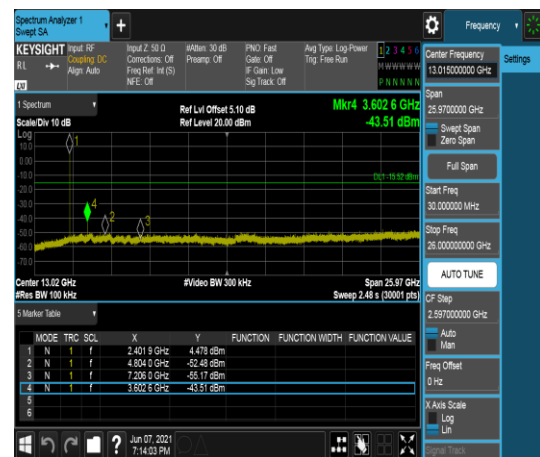 Spectrum Analyzer 1
Swept SA
+
Frequency
KEYSIGHT
Input: RF
Input Z: 50 Ω
#Atten: 30 dB
PNO: Fast
Avg Type: Log-Power
1 2 3 4 5 6
R L
Coupling: DC
Corrections: Off
Preamp: Off
Gate: Off
Trig: Free Run
M W W W W W
Align: Auto
Freq Ref: Int (S)
IF Gain: Low
P N N N N N
NFE: Off
Sig Track: Off
LXI
Center Frequency
13.015000000 GHz
Settings
Span
25.9700000 GHz
Swept Span
Zero Span
Full Span
Start Freq
30.000000 MHz
Stop Freq
26.000000000 GHz
AUTO TUNE
CF Step
2.597000000 GHz
Auto
Man
Freq Offset
0 Hz
X Axis Scale
Log
Lin
Signal Track
1 Spectrum
Scale/Div 10 dB
Ref Lvl Offset 5.10 dB
Ref Level 20.00 dBm
Mkr4 3.602 6 GHz
-43.51 dBm
Log
10.0
0.00
-10.0
-20.0
-30.0
-40.0
-50.0
-60.0
-70.0
1
4
2
3
DL1 -15.52 dBm
Center 13.02 GHz
#Video BW 300 kHz
Span 25.97 GHz
#Res BW 100 kHz
Sweep 2.48 s (30001 pts)
5 Marker Table
MODE TRC SCL X Y FUNCTION FUNCTION WIDTH FUNCTION VALUE
1 N 1 f 2.401 9 GHz 4.478 dBm
2 N 1 f 4.804 0 GHz -52.48 dBm
3 N 1 f 7.206 0 GHz -55.17 dBm
4 N 1 f 3.602 6 GHz -43.51 dBm
5
6
?
Jun 07, 2021
7:14:03 PM